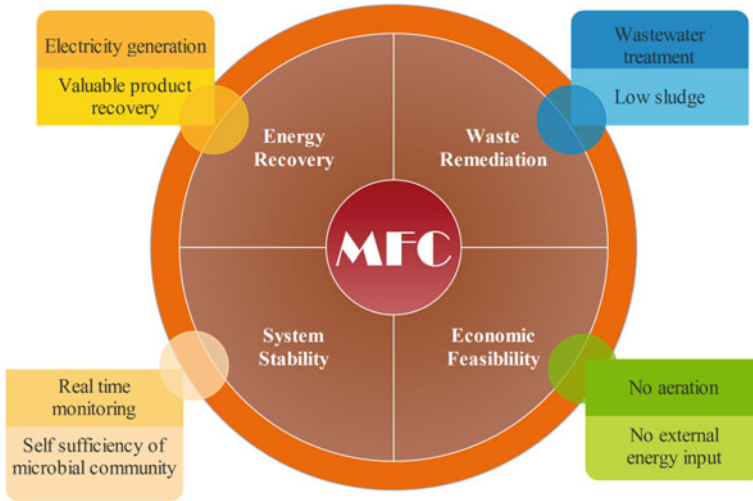 Electricity generation
Valuable product
recovery
Wastewater
treatment
Low sludge
Energy
Recovery
Waste
Remediation
MFC
System
Stability
Economic
Feasiblility
Real time
monitoring
Self sufficiency of
microbial community
No aeration
No external
energy input